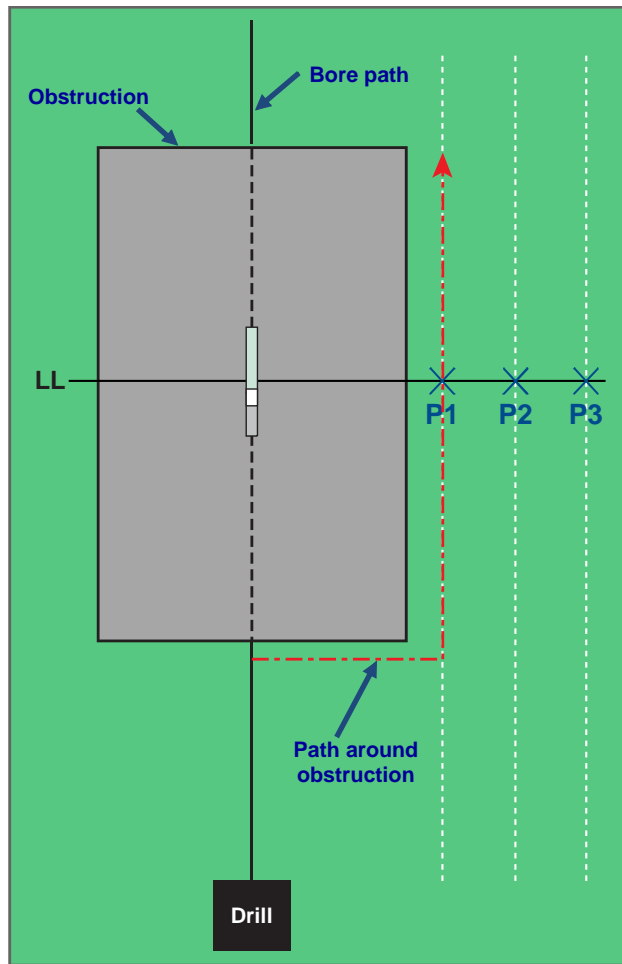 Bore path
Obstruction
LL
P1
P2
P3
Path around
obstruction
Drill